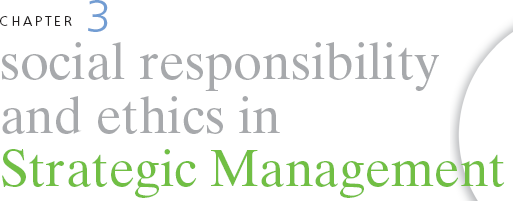 CHAPTER 3
social responsibility
and ethics in
Strategic Management